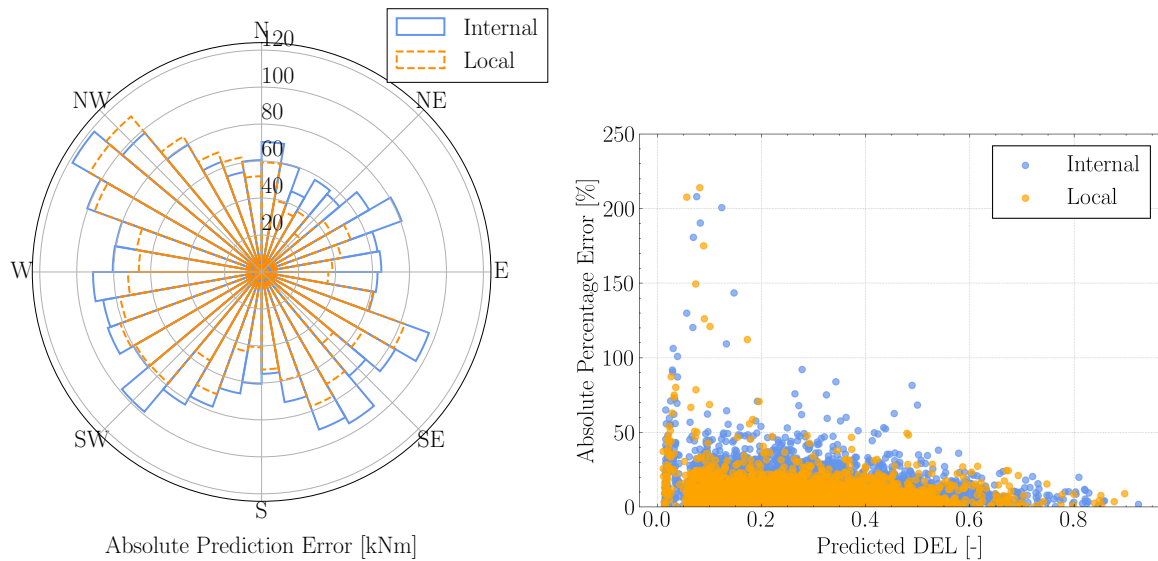 Internal
Local
N
NE
E
SE
S
SW
W
NW
120
100
80
60
40
20
Absolute Prediction Error [kNm]
Internal
Local
250
200
150
100
50
0
Absolute Percentage Error [%]
0.0 0.2 0.4 0.6 0.8
Predicted DEL [-]